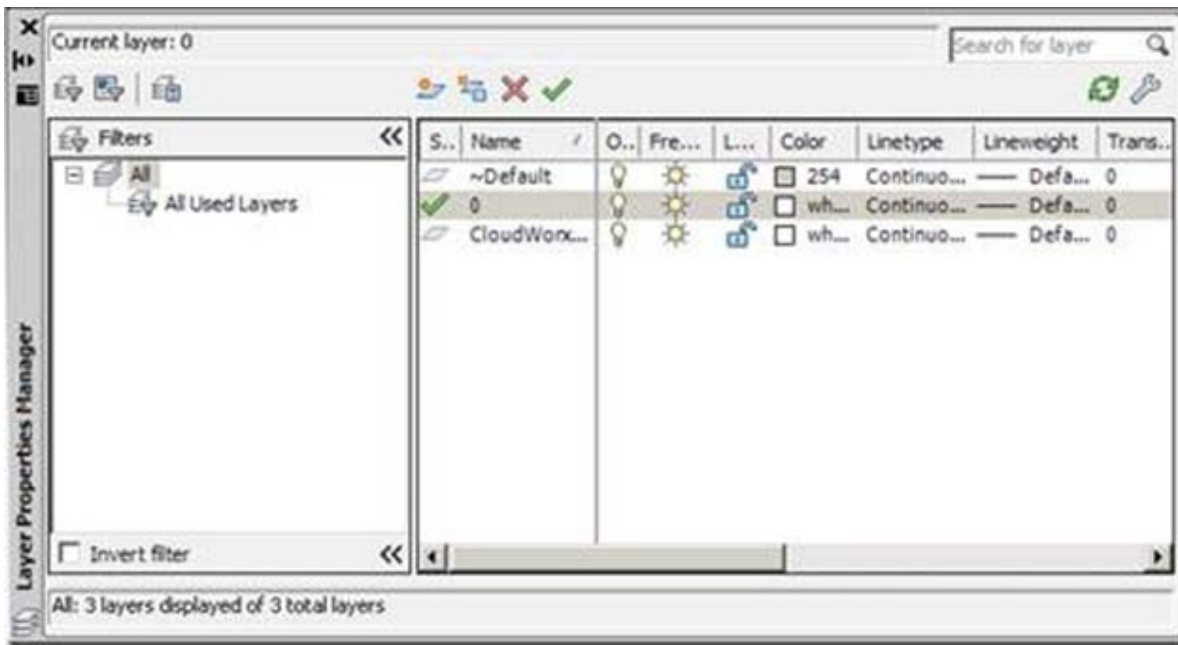 Current layer: 0
Search for layer
Filters
All
All Used Layers
Invert filter
S.. Name O.. Fre... L... Color Linetype Lineweight Trans..
~Default 254 Continuo... Defa... 0
0 wh... Continuo... Defa... 0
CloudWorx... wh... Continuo... Defa... 0
All: 3 layers displayed of 3 total layers
Layer Properties Manager